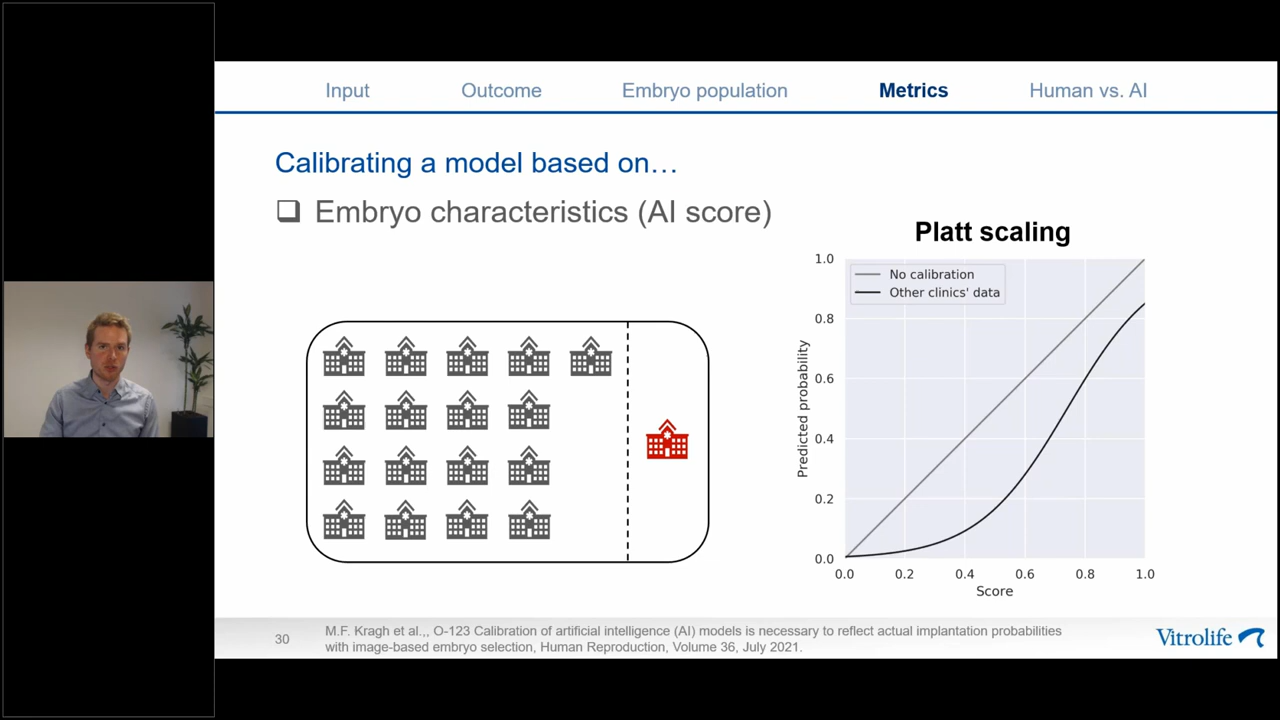 Input Outcome Embryo population Metrics Human vs. AI
Calibrating a model based on…
Embryo characteristics (AI score)
Platt scaling
No calibration
Other clinics' data
1.0
0.8
0.6
0.4
0.2
0.0
Predicted probability
0.0 0.2 0.4 0.6 0.8 1.0
Score
30
M.F. Kragh et al.,, O-123 Calibration of artificial intelligence (AI) models is necessary to reflect actual implantation probabilities
with image-based embryo selection, Human Reproduction, Volume 36, July 2021.
Vitrolife